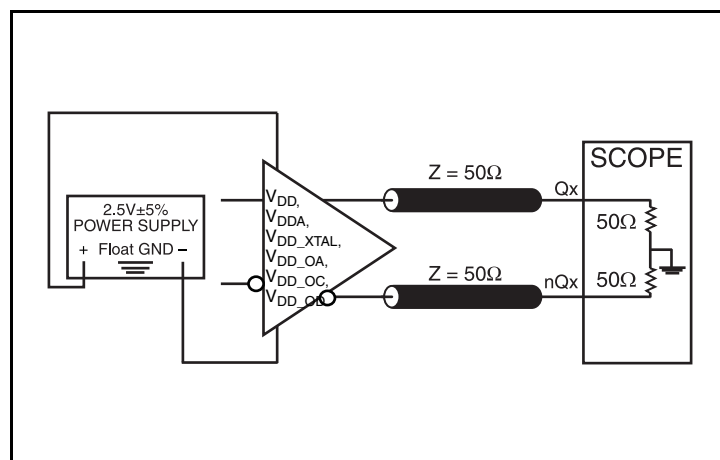 2.5V±5%
POWER SUPPLY
+ Float GND −
V_DD,
V_DDA,
V_DD_XTAL,
V_DD_OA,
V_DD_OC,
V_DD_OD
Z = 50Ω
Qx
Z = 50Ω
nQx
SCOPE
50Ω
50Ω